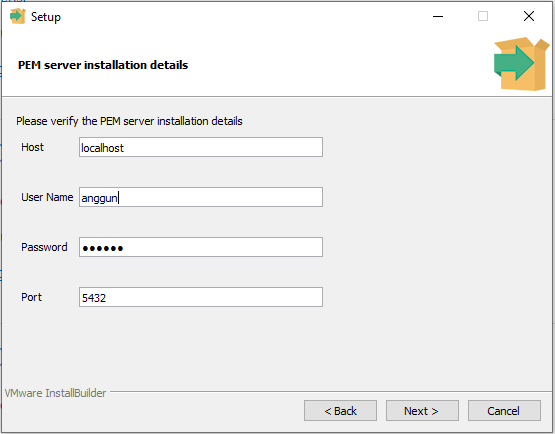 Setup
PEM server installation details
Please verify the PEM server installation details
Host localhost
User Name anggun
Password ●●●●●●
Port 5432
VMware InstallBuilder
< Back Next > Cancel